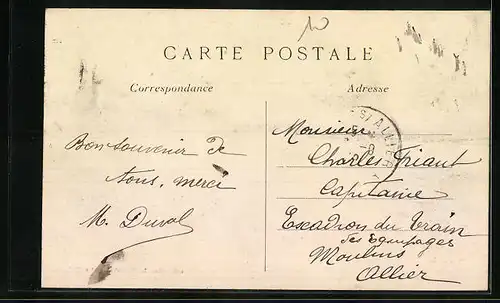 CARTE POSTALE
Correspondance
Adresse
Bon souvenir de
tous, merci
M. Duval
Monsieur
Charles Friant
Capitaine
Escadron du train
des Equipages
Moulins
Allier